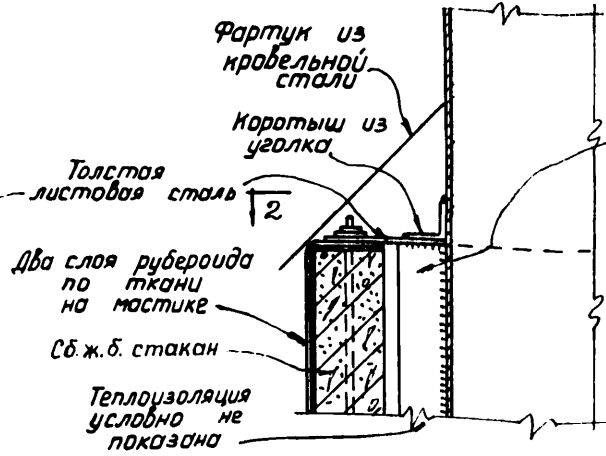 Фартук из
кровельной
стали
Коротыш из
уголка
Толстая
листовая сталь
2
Два слоя рубероида
по ткани
на мастике
Сб. ж. б. стакан
Теплоизоляция
условно не
показана